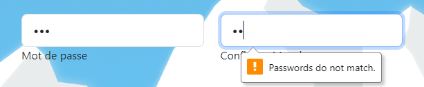 •••
••
Mot de passe
Passwords do not match.